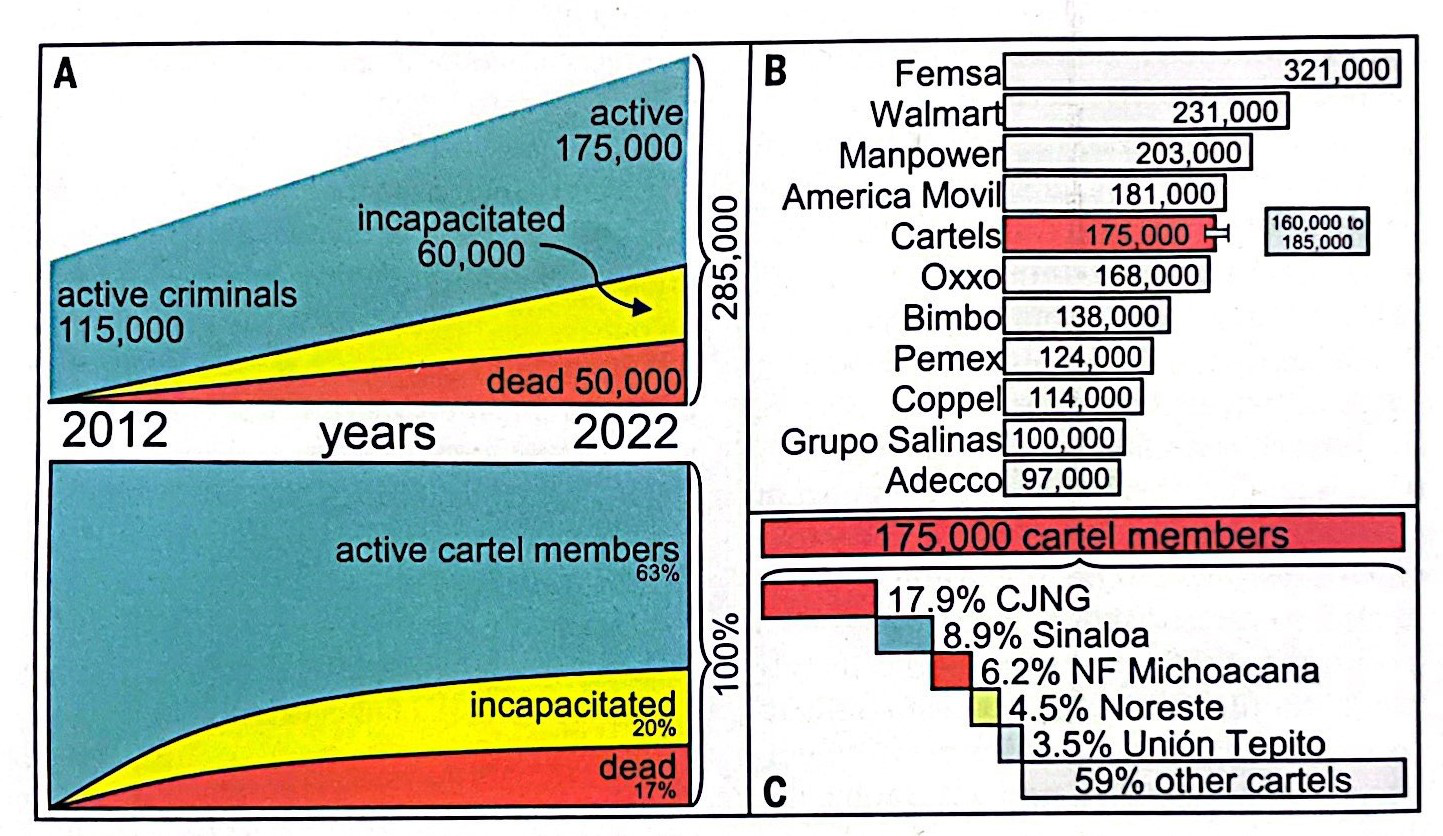 A
active
175,000
incapacitated
60,000
active criminals
115,000
dead 50,000
285,000
2012 years 2022
active cartel members
63%
incapacitated
20%
dead
17%
100%
B
Femsa 321,000
Walmart 231,000
Manpower 203,000
America Movil 181,000
Cartels 175,000
160,000 to
185,000
Oxxo 168,000
Bimbo 138,000
Pemex 124,000
Coppel 114,000
Grupo Salinas 100,000
Adecco 97,000
175,000 cartel members
17.9% CJNG
8.9% Sinaloa
6.2% NF Michoacana
4.5% Noreste
3.5% Unión Tepito
59% other cartels
C